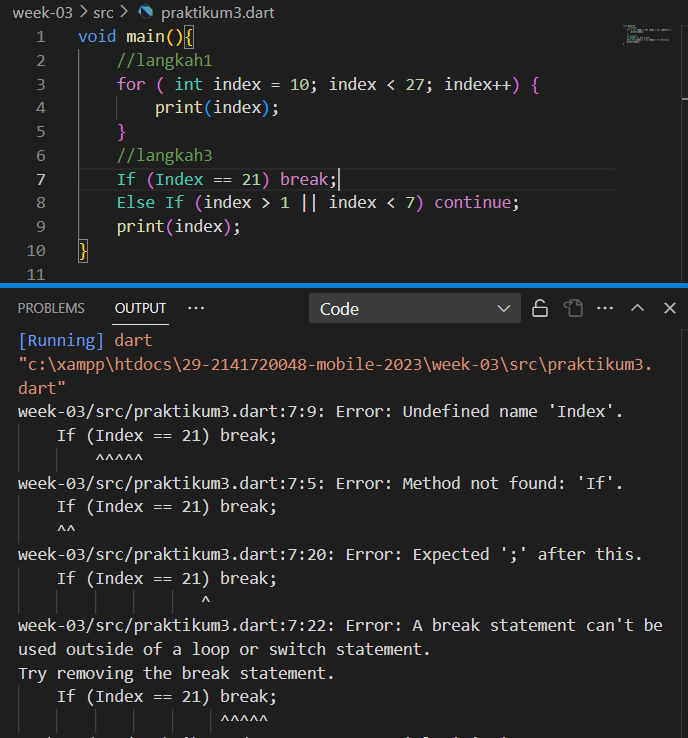 week-03 > src > praktikum3.dart
1 void main(){
2 //langkah1
3 for ( int index = 10; index < 27; index++) {
4 print(index);
5 }
6 //langkah3
7 If (Index == 21) break;
8 Else If (index > 1 || index < 7) continue;
9 print(index);
10 }
11
PROBLEMS OUTPUT ··· Code ···
[Running] dart
"c:\xampp\htdocs\29-2141720048-mobile-2023\week-03\src\praktikum3.
dart"
week-03/src/praktikum3.dart:7:9: Error: Undefined name 'Index'.
If (Index == 21) break;
^^^^^
week-03/src/praktikum3.dart:7:5: Error: Method not found: 'If'.
If (Index == 21) break;
^^
week-03/src/praktikum3.dart:7:20: Error: Expected ';' after this.
If (Index == 21) break;
^
week-03/src/praktikum3.dart:7:22: Error: A break statement can't be
used outside of a loop or switch statement.
Try removing the break statement.
If (Index == 21) break;
^^^^^